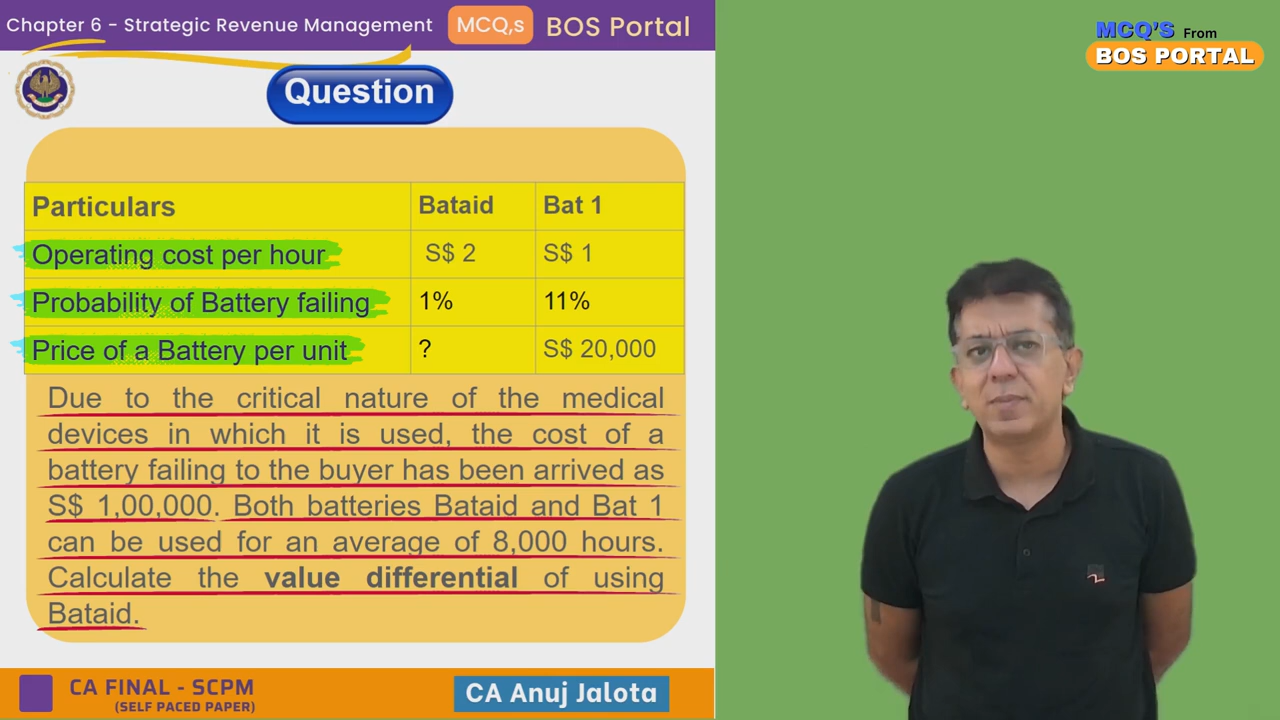 Chapter 6 - Strategic Revenue Management MCQ,s BOS Portal
MCQ'S From
BOS PORTAL
Question
Particulars Bataid Bat 1
Operating cost per hour S$ 2 S$ 1
Probability of Battery failing 1% 11%
Price of a Battery per unit ? S$ 20,000
Due to the critical nature of the medical
devices in which it is used, the cost of a
battery failing to the buyer has been arrived as
S$ 1,00,000. Both batteries Bataid and Bat 1
can be used for an average of 8,000 hours.
Calculate the value differential of using
Bataid.
CA FINAL - SCPM
(SELF PACED PAPER)
CA Anuj Jalota